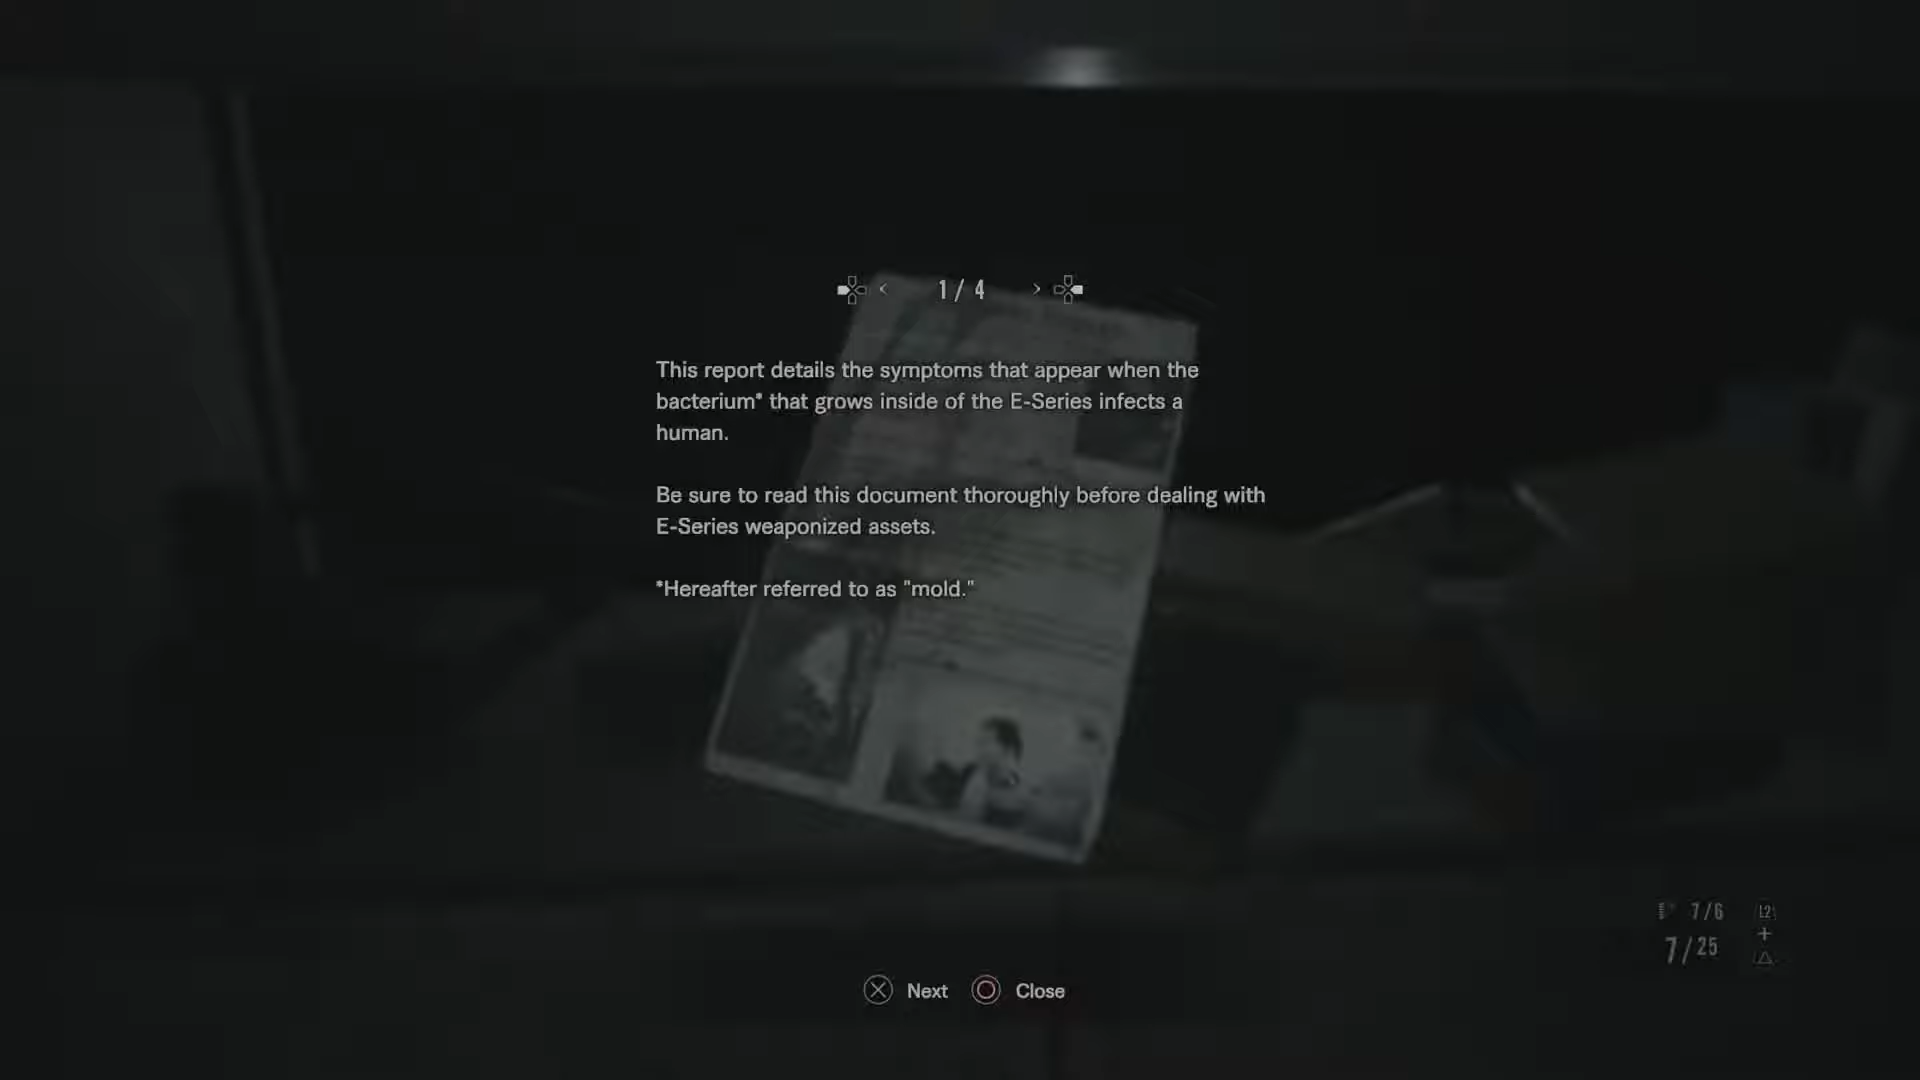 1 / 4
This report details the symptoms that appear when the
bacterium* that grows inside of the E-Series infects a
human.
Be sure to read this document thoroughly before dealing with
E-Series weaponized assets.
*Hereafter referred to as "mold."
7/6 L2
+
7/25
Next Close